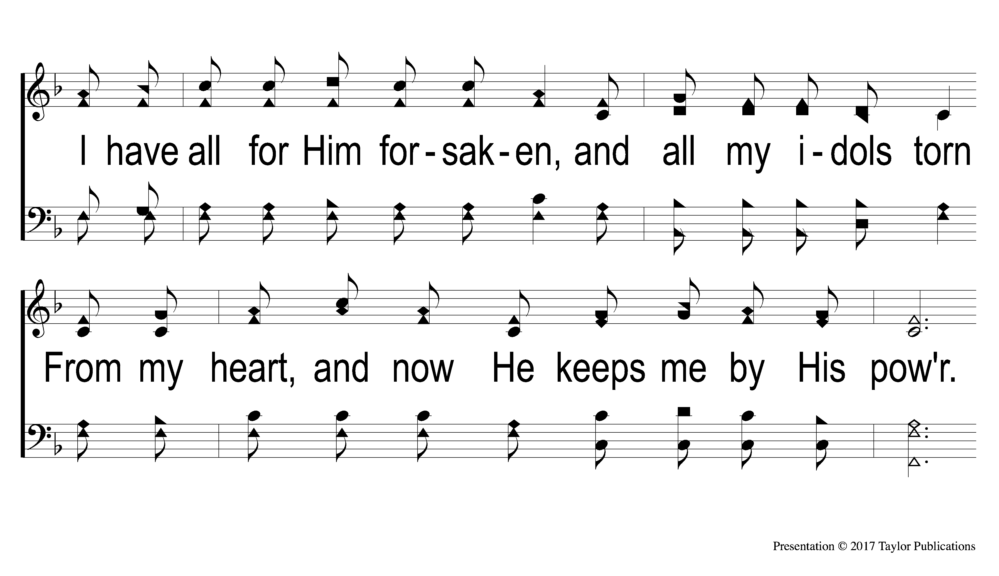 I have all for Him for-sak-en, and all my i-dols torn
From my heart, and now He keeps me by His pow'r.
Presentation © 2017 Taylor Publications